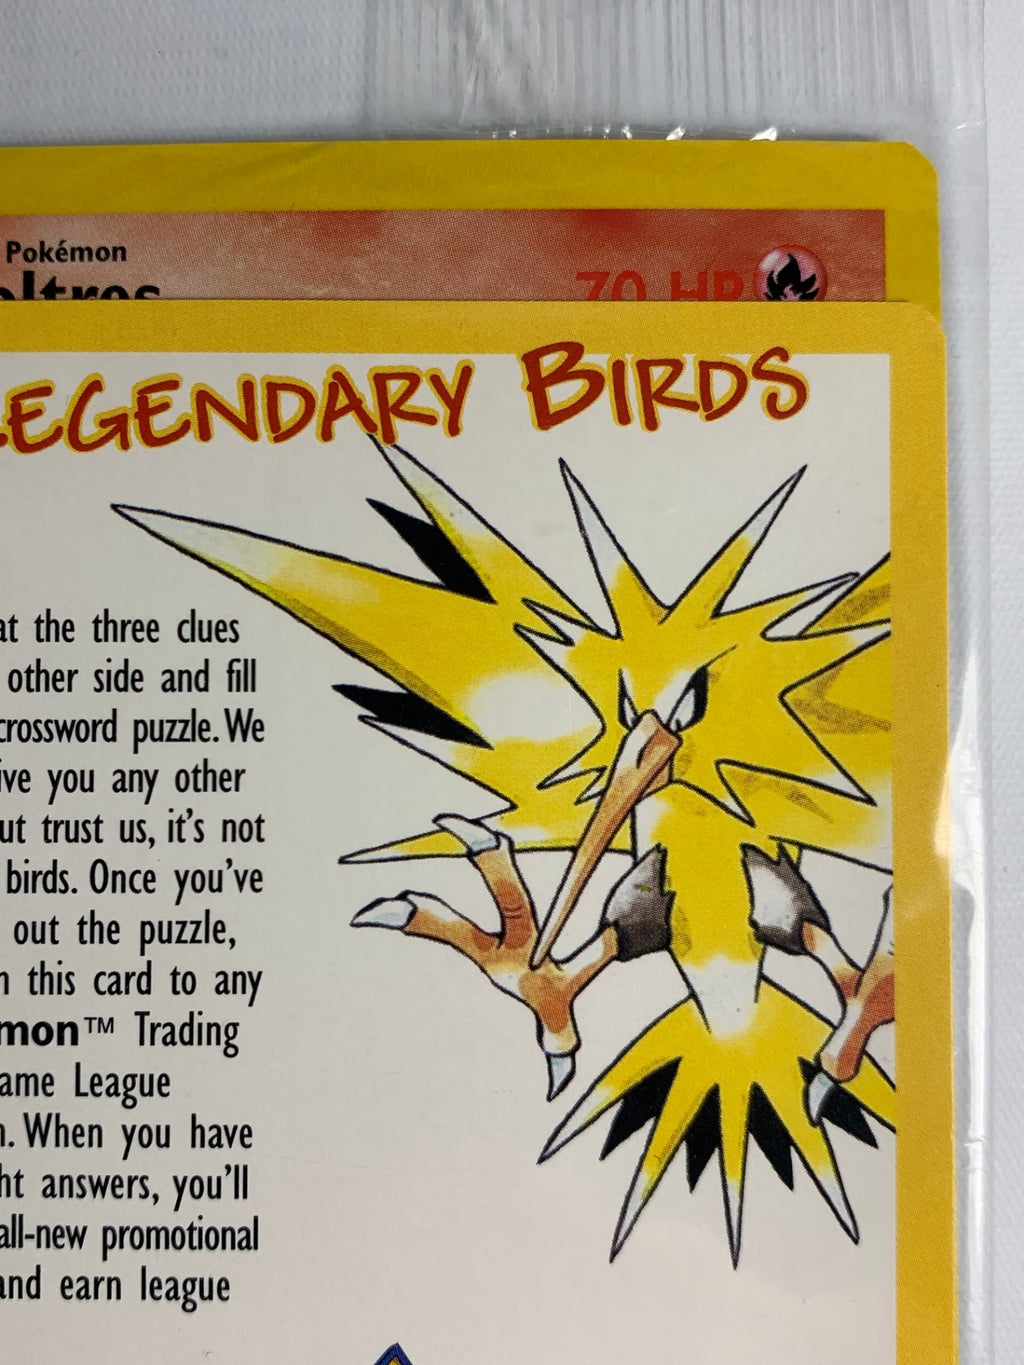 Pokémon
oltres 70 HP
EGENDARY BIRDS
at the three clues
other side and fill
crossword puzzle. We
ive you any other
ut trust us, it's not
birds. Once you've
out the puzzle,
n this card to any
mon™ Trading
ame League
n. When you have
ht answers, you'll
all-new promotional
and earn league